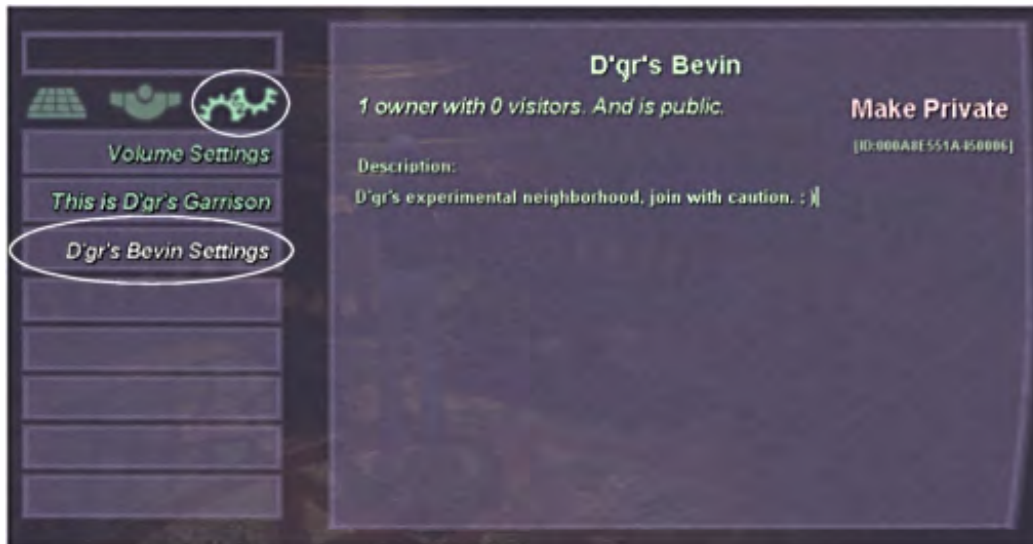 D'gr's Bevin
1 owner with 0 visitors. And is public.
Make Private
Volume Settings
This is D'gr's Garrison
D'gr's Bevin Settings
Description:
D'gr's experimental neighborhood, join with caution. : )